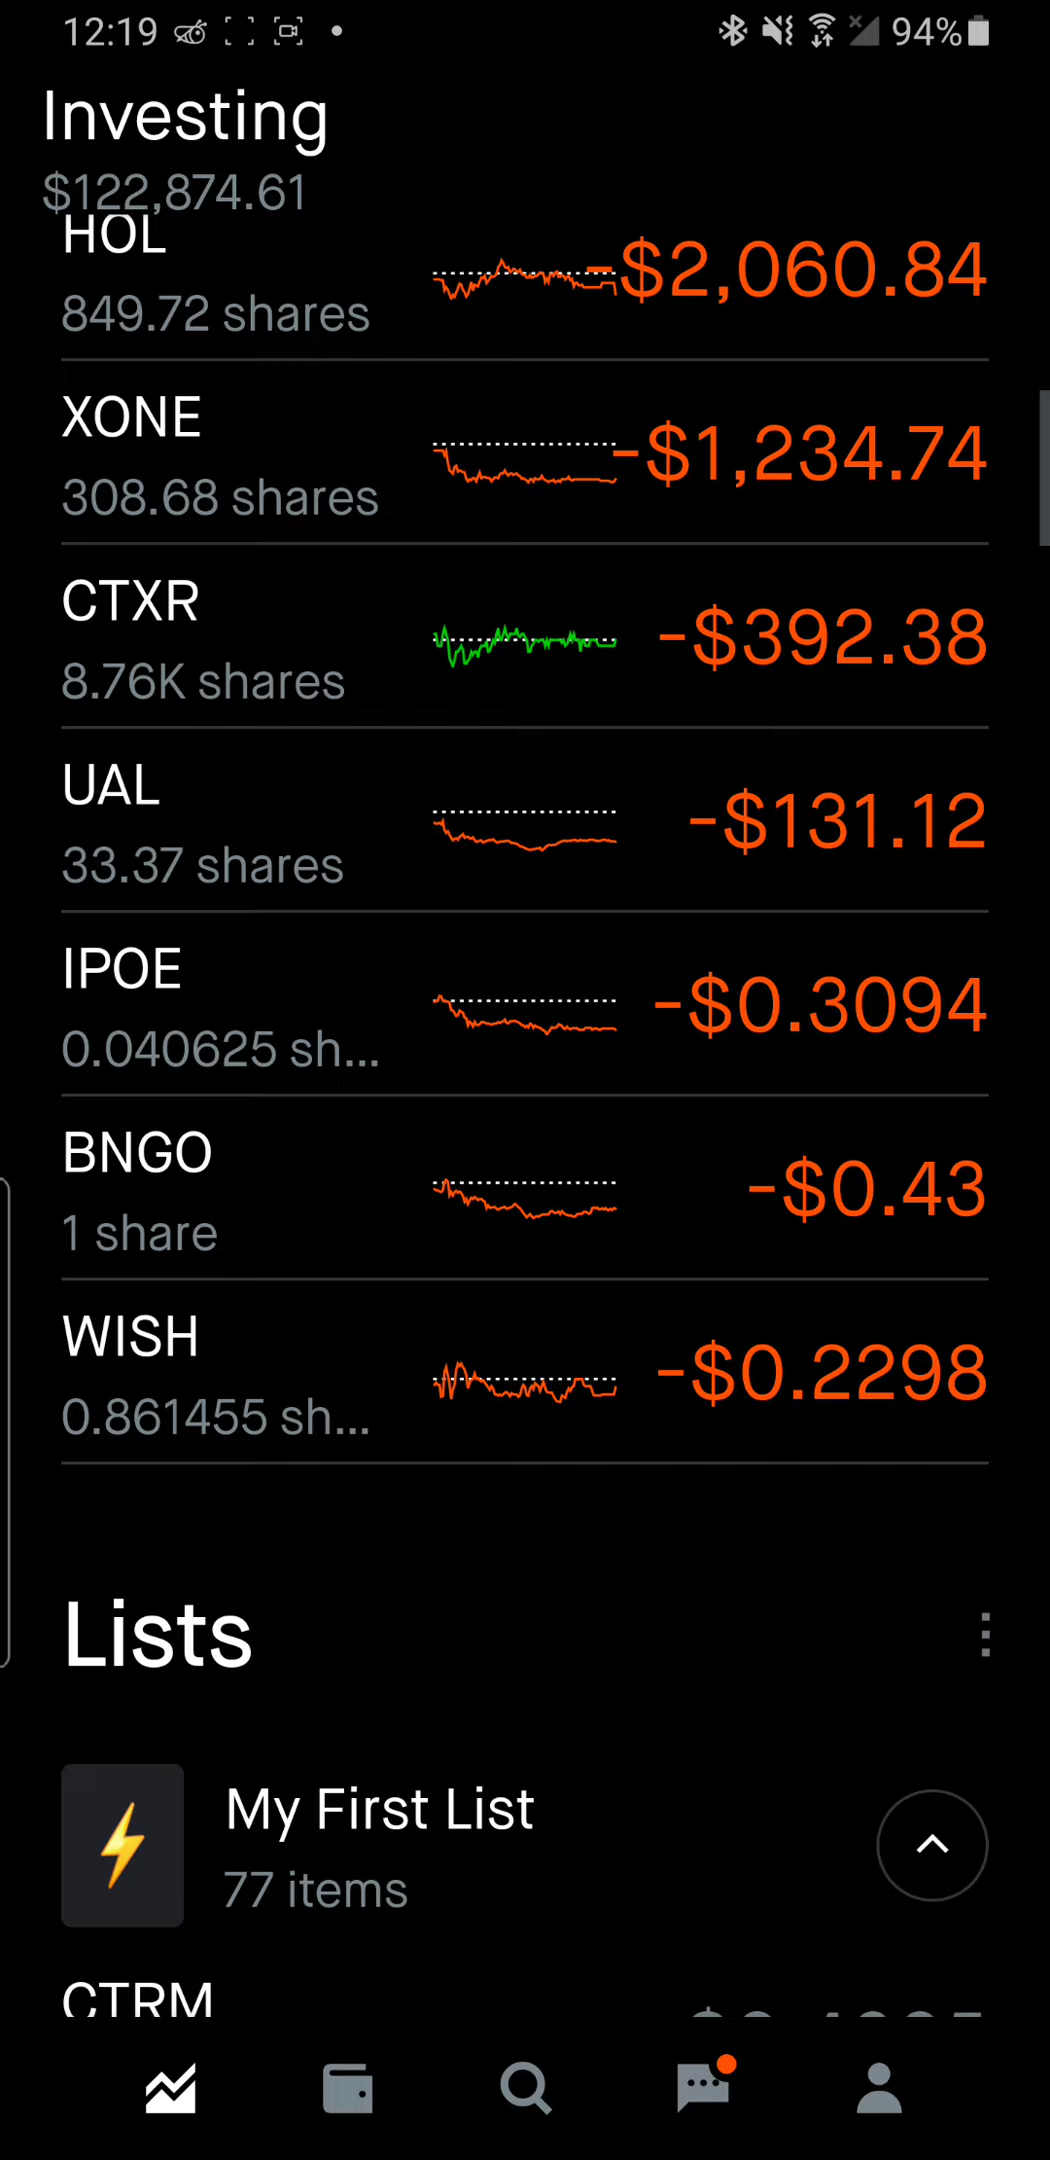 12:19 94%
Investing
$122,874.61
HOL
849.72 shares
-$2,060.84
XONE
308.68 shares
-$1,234.74
CTXR
8.76K shares
-$392.38
UAL
33.37 shares
-$131.12
IPOE
0.040625 sh...
-$0.3094
BNGO
1 share
-$0.43
WISH
0.861455 sh...
-$0.2298
Lists
My First List
77 items
CTRM